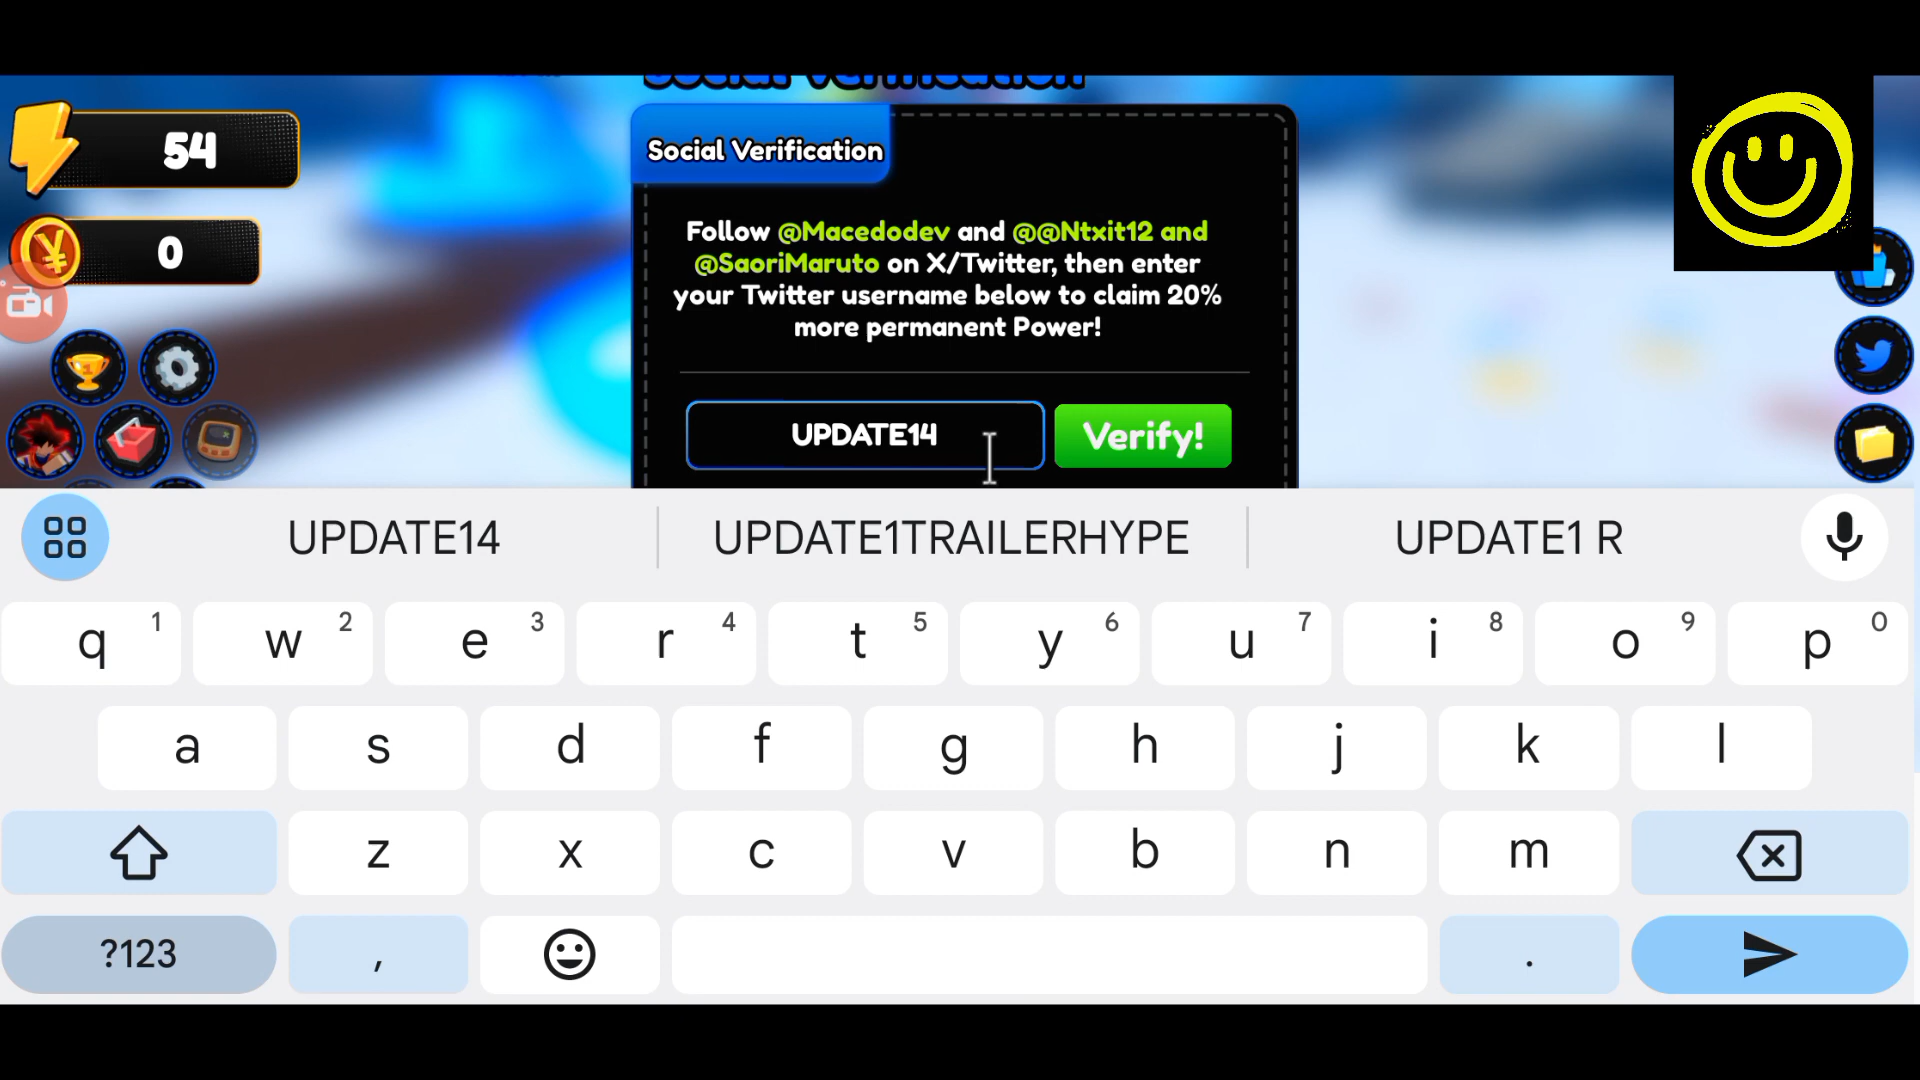 Social Verification
54
Social Verification
Follow @Macedodev and @@Ntxit12 and
@SaoriMaruto on X/Twitter, then enter
your Twitter username below to claim 20%
more permanent Power!
0
UPDATE14
Verify!
UPDATE14
UPDATE1TRAILERHYPE
UPDATE1 R
q 1 w 2 e 3 r 4 t 5 y 6 u 7 i 8 o 9 p 0
a s d f g h j k l
z x c v b n m
?123 , .